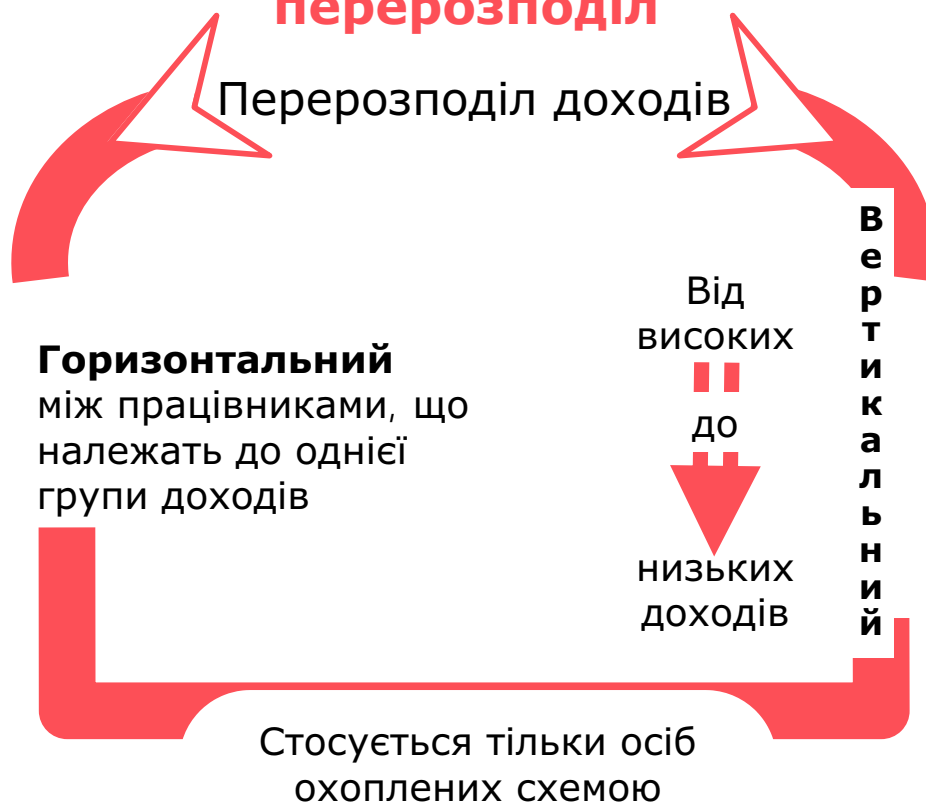 перерозподіл
Перерозподіл доходів
Горизонтальний
між працівниками, що
належать до однієї
групи доходів
Від
високих
до
низьких
доходів
Вертикальний
Стосується тільки осіб
охоплених схемою